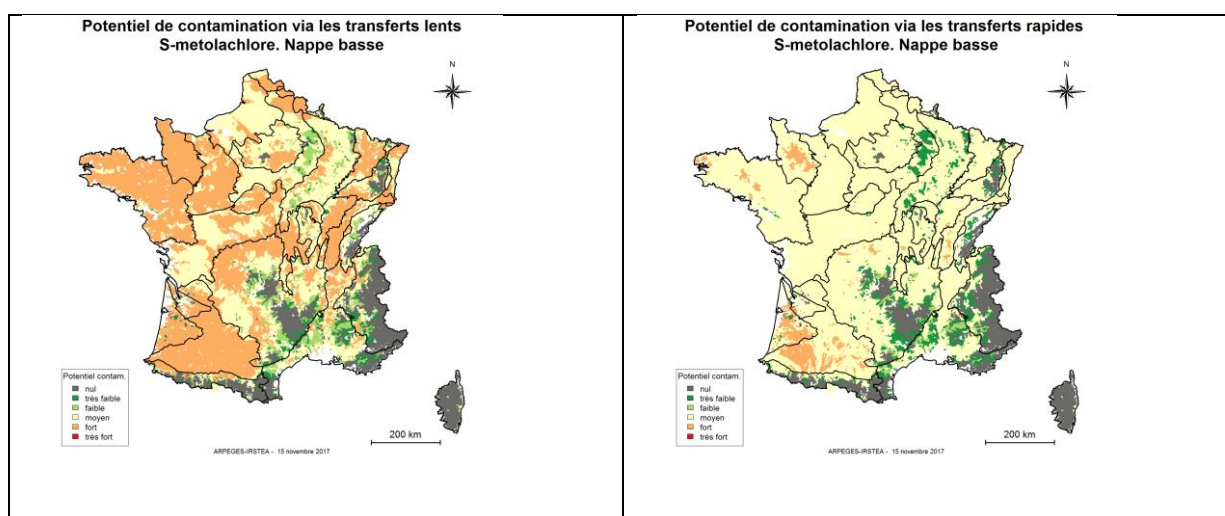 Potentiel de contamination via les transferts lents
S-metolachlore. Nappe basse
N
Potentiel contam.
nul
très faible
faible
moyen
fort
très fort
200 km
ARPEGES-IRSTEA - 15 novembre 2017
Potentiel de contamination via les transferts rapides
S-metolachlore. Nappe basse
N
Potentiel contam.
nul
très faible
faible
moyen
fort
très fort
200 km
ARPEGES-IRSTEA - 15 novembre 2017